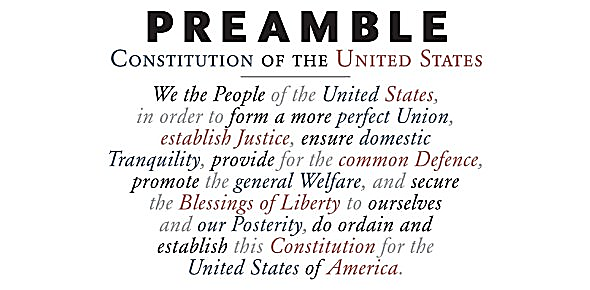 PREAMBLE
CONSTITUTION OF THE UNITED STATES
We the People of the United States,
in order to form a more perfect Union,
establish Justice, ensure domestic
Tranquility, provide for the common Defence,
promote the general Welfare, and secure
the Blessings of Liberty to ourselves
and our Posterity, do ordain and
establish this Constitution for the
United States of America.